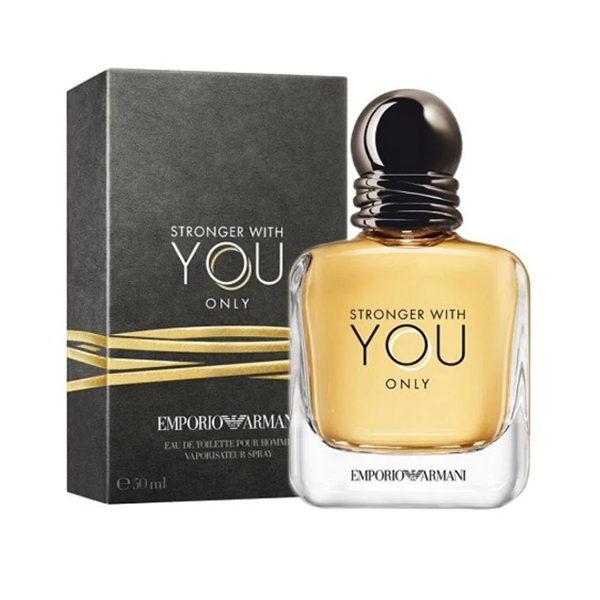 STRONGER WITH
YOU
ONLY
EMPORIO ARMANI
EAU DE TOILETTE POUR HOMME
VAPORISATEUR SPRAY
e 50 ml
STRONGER WITH
YOU
ONLY
EMPORIO ARMANI